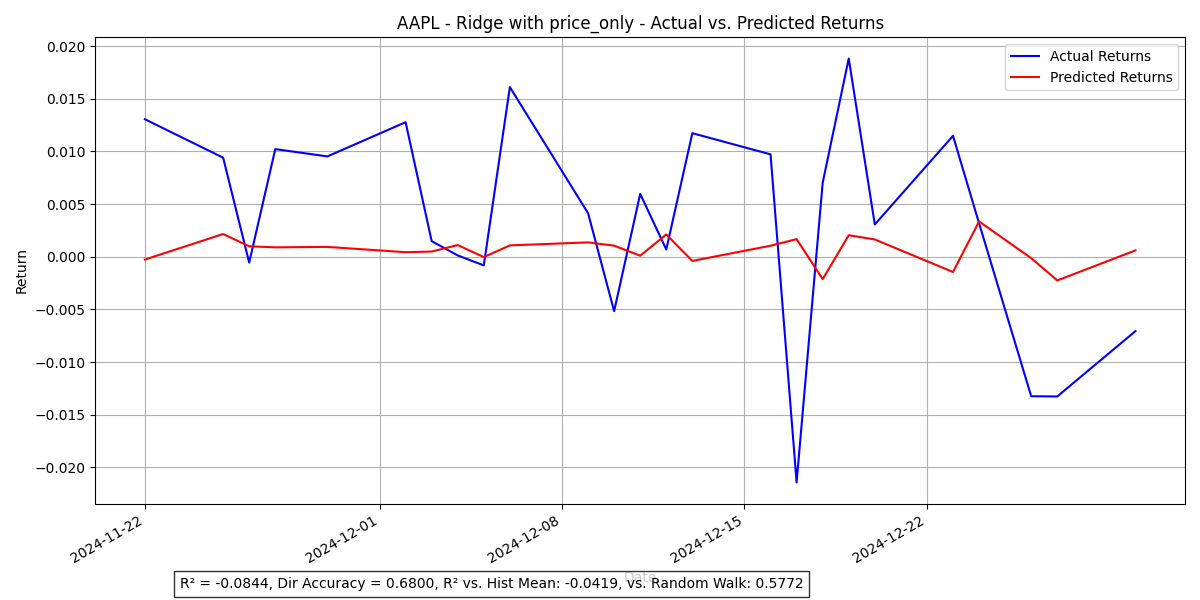 AAPL - Ridge with price_only - Actual vs. Predicted Returns
Actual Returns
Predicted Returns
Return
0.020
0.015
0.010
0.005
0.000
−0.005
−0.010
−0.015
−0.020
2024-11-22
2024-12-01
2024-12-08
2024-12-15
2024-12-22
Date
R² = -0.0844, Dir Accuracy = 0.6800, R² vs. Hist Mean: -0.0419, vs. Random Walk: 0.5772